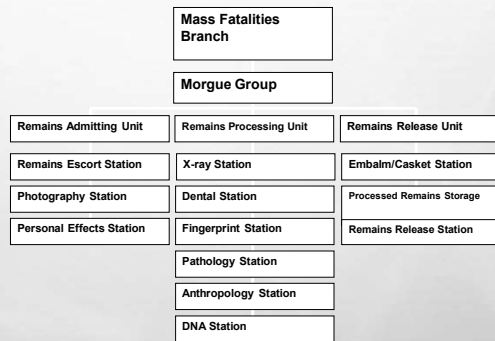 Mass Fatalities
Branch
Morgue Group
Remains Admitting Unit
Remains Processing Unit
Remains Release Unit
Remains Escort Station
X-ray Station
Embalm/Casket Station
Photography Station
Dental Station
Processed Remains Storage
Personal Effects Station
Fingerprint Station
Remains Release Station
Pathology Station
Anthropology Station
DNA Station